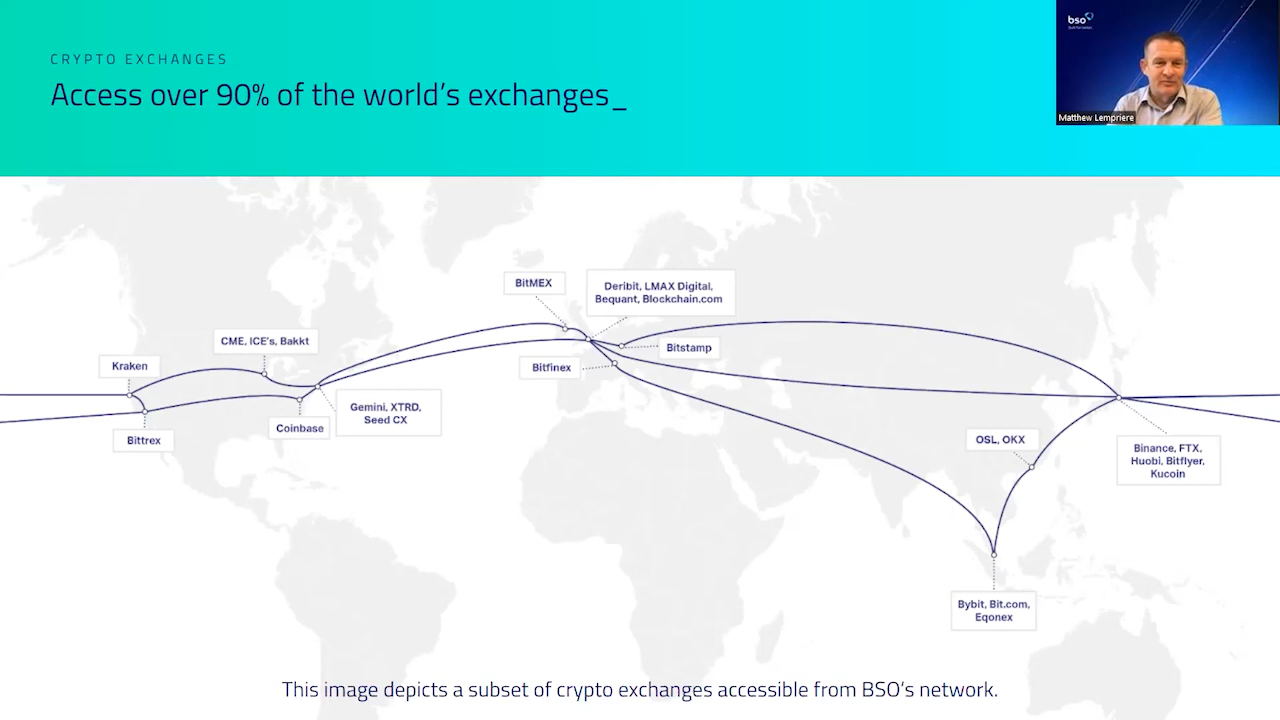 CRYPTO EXCHANGES
Access over 90% of the world's exchanges_
bso
Matthew Lempriere
BitMEX
Deribit, LMAX Digital,
Bequant, Blockchain.com
CME, ICE's, Bakkt
Bitstamp
Kraken
Bitfinex
Gemini, XTRD,
Seed CX
Coinbase
Bittrex
OSL, OKX
Binance, FTX,
Huobi, Bitflyer,
Kucoin
Bybit, Bit.com,
Eqonex
This image depicts a subset of crypto exchanges accessible from BSO's network.